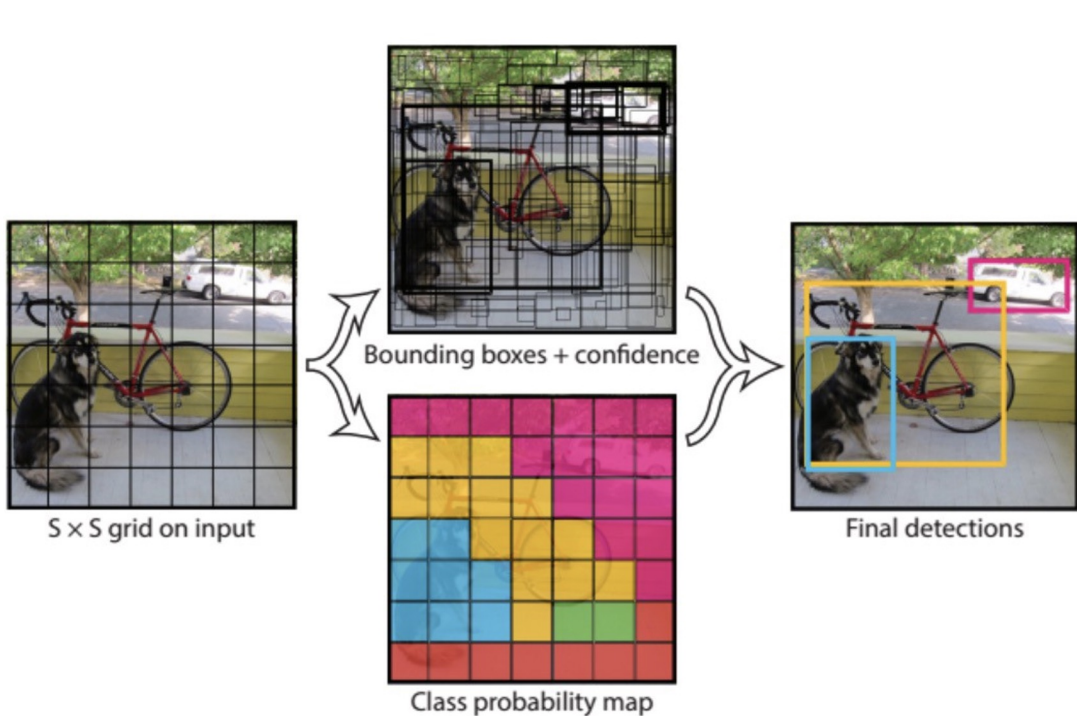 S × S grid on input
Bounding boxes + confidence
Class probability map
Final detections